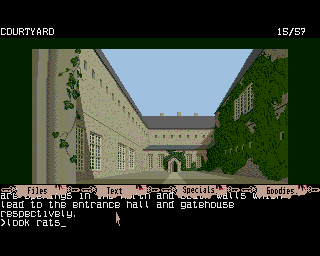 COURTYARD 15/57
Files Text Specials Goodies
are openings in the north and south walls which
lead to the entrance hall and gatehouse
respectively.
>look rats_